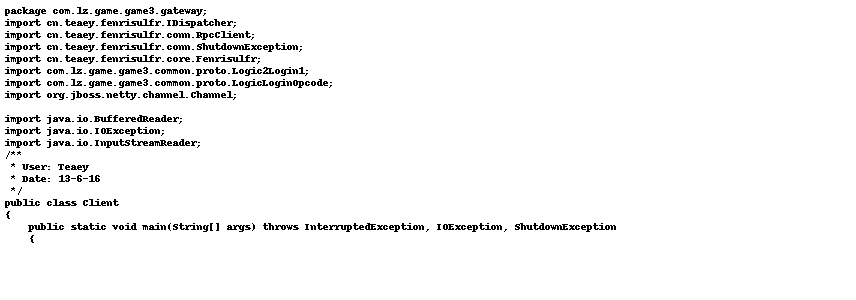 package com.lz.game.game3.gateway;
import cn.teaey.fenrisulfr.IDispatcher;
import cn.teaey.fenrisulfr.conn.RpcClient;
import cn.teaey.fenrisulfr.conn.ShutdownException;
import cn.teaey.fenrisulfr.core.Fenrisulfr;
import com.lz.game.game3.common.proto.Logic2Login1;
import com.lz.game.game3.common.proto.LogicLoginOpcode;
import org.jboss.netty.channel.Channel;

import java.io.BufferedReader;
import java.io.IOException;
import java.io.InputStreamReader;
/**
 * User: Teaey
 * Date: 13-6-16
 */
public class Client
{
    public static void main(String[] args) throws InterruptedException, IOException, ShutdownException
    {